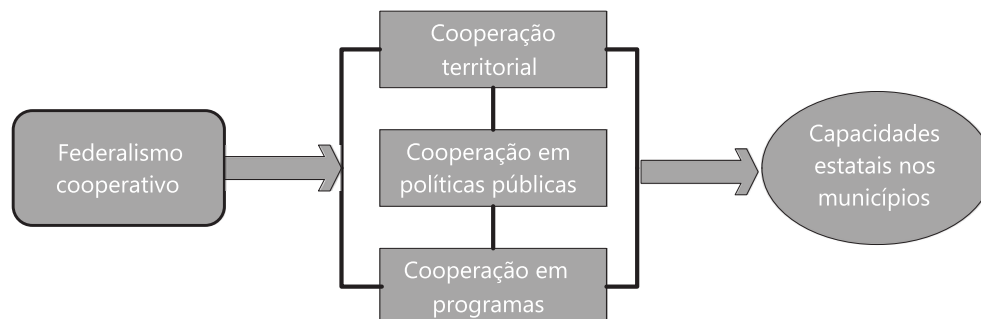 Federalismo
cooperativo
Cooperação
territorial
Cooperação em
políticas públicas
Cooperação em
programas
Capacidades
estatais nos
municípios